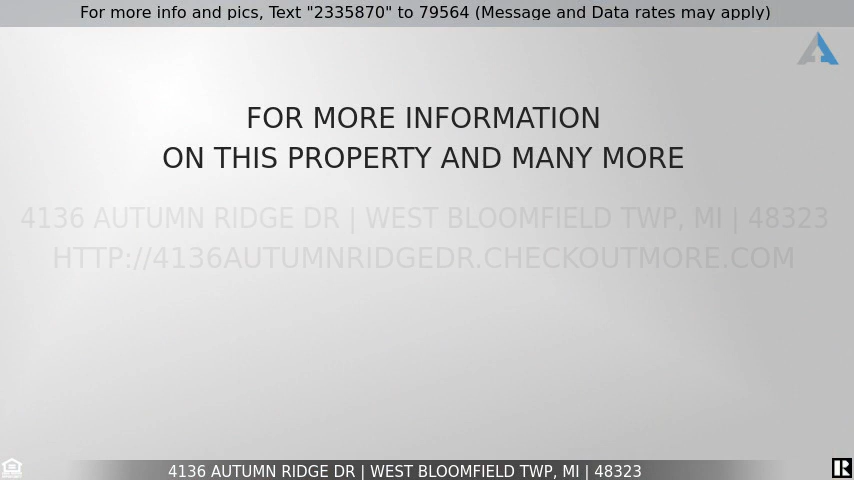 For more info and pics, Text "2335870" to 79564 (Message and Data rates may apply)
FOR MORE INFORMATION
ON THIS PROPERTY AND MANY MORE
4136 AUTUMN RIDGE DR | WEST BLOOMFIELD TWP, MI | 48323
HTTP://4136AUTUMNRIDGEDR.CHECKOUTMORE.COM
4136 AUTUMN RIDGE DR | WEST BLOOMFIELD TWP, MI | 48323